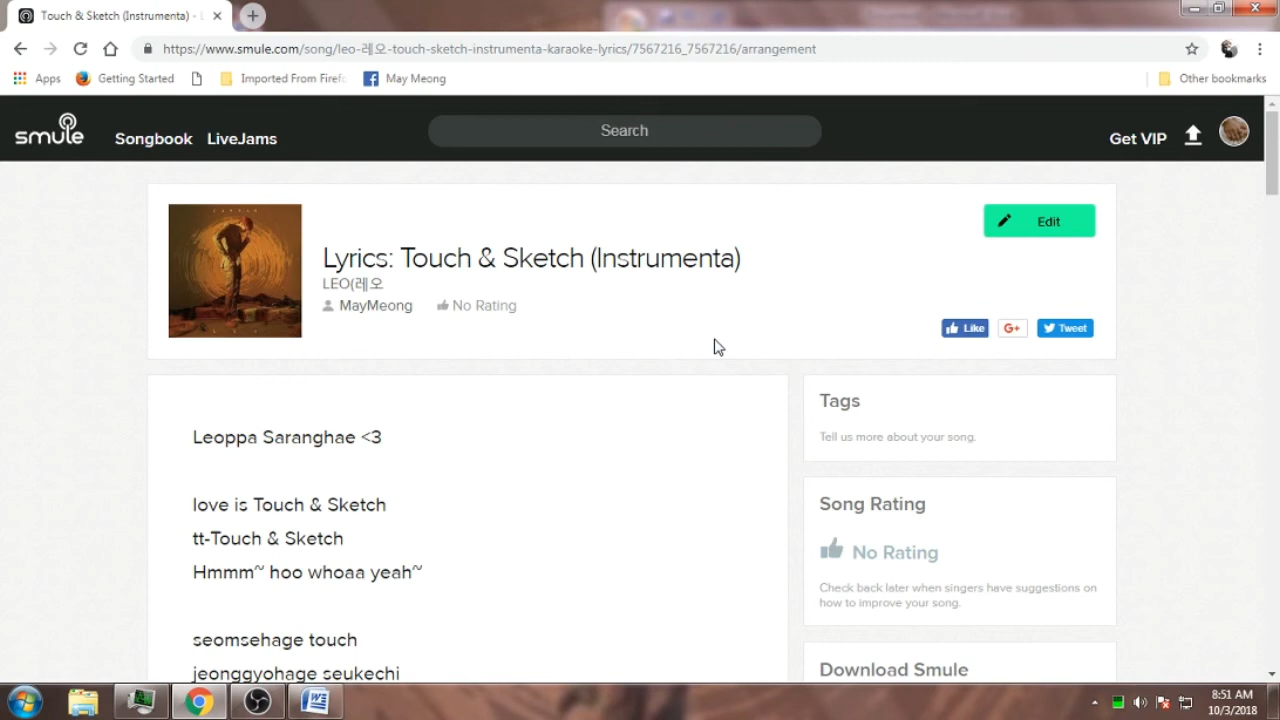 Touch & Sketch (Instrumenta) -
https://www.smule.com/song/leo-레오-touch-sketch-instrumenta-karaoke-lyrics/7567216_7567216/arrangement
Apps Getting Started Imported From Firefo May Meong Other bookmarks
smule Songbook LiveJams Search Get VIP
Edit
Lyrics: Touch & Sketch (Instrumenta)
LEO(레오
MayMeong No Rating
Like G+ Tweet
Leoppa Saranghae <3
love is Touch & Sketch
tt-Touch & Sketch
Hmmm~ hoo whoaa yeah~
seomsehage touch
jeonggyohage seukechi
Tags
Tell us more about your song.
Song Rating
No Rating
Check back later when singers have suggestions on
how to improve your song.
Download Smule
8:51 AM
10/3/2018